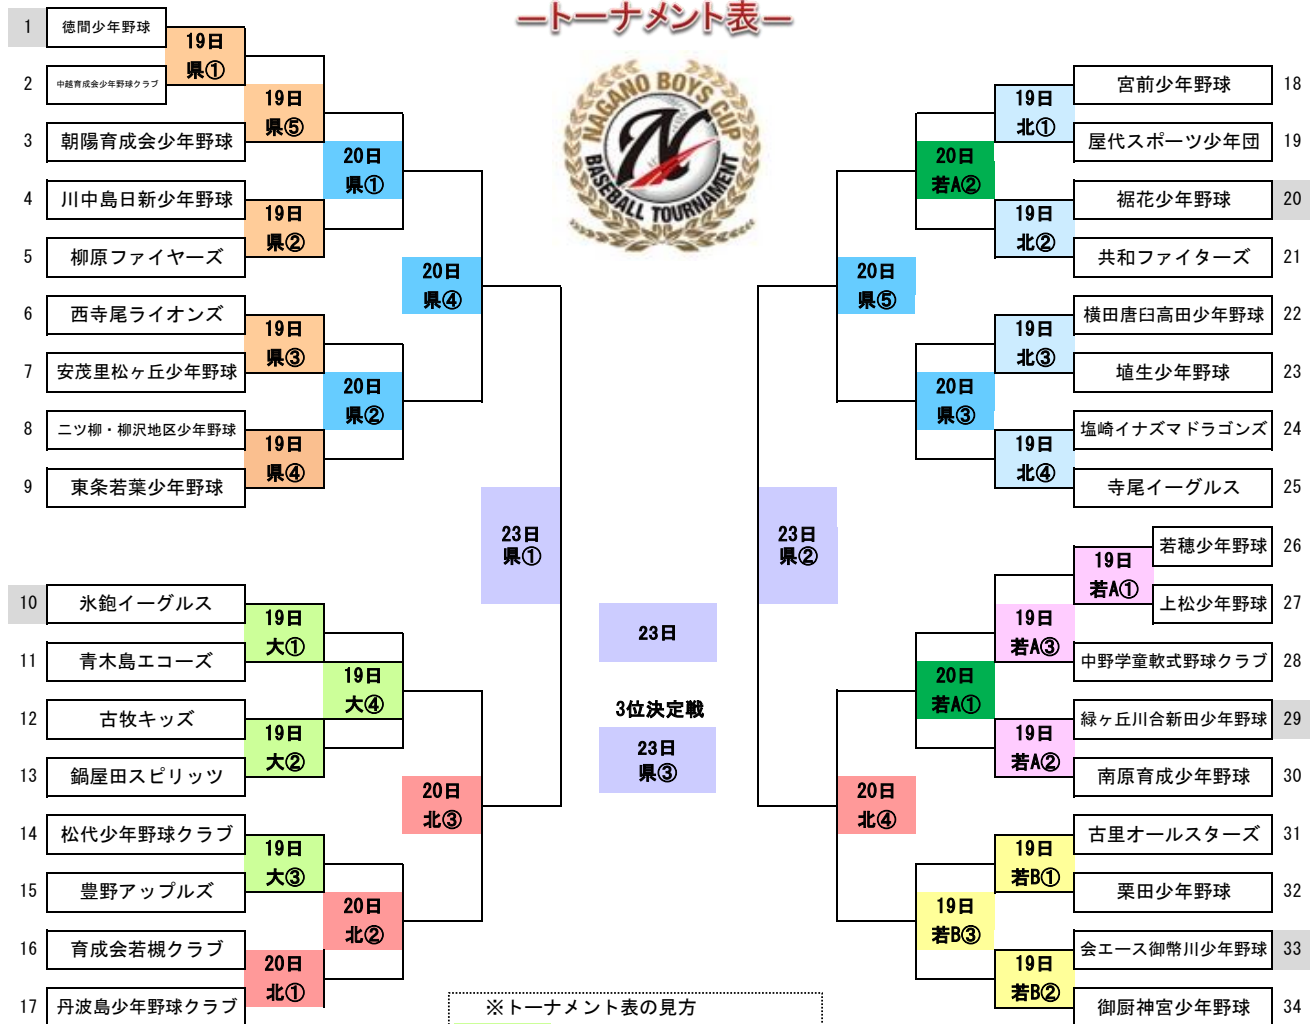 ートーナメント表ー
NAGANO BOYS CUP
N
BASEBALL TOURNAMENT
1 徳間少年野球
2 中越育成会少年野球クラブ
3 朝陽育成会少年野球
4 川中島日新少年野球
5 柳原ファイヤーズ
6 西寺尾ライオンズ
7 安茂里松ヶ丘少年野球
8 二ツ柳・柳沢地区少年野球
9 東条若葉少年野球
10 氷鉋イーグルス
11 青木島エコーズ
12 古牧キッズ
13 鍋屋田スピリッツ
14 松代少年野球クラブ
15 豊野アップルズ
16 育成会若槻クラブ
17 丹波島少年野球クラブ
19日
県①
19日
県⑤
19日
県②
19日
県③
19日
県④
20日
県①
20日
県②
20日
県④
19日
大①
19日
大②
19日
大④
19日
大③
20日
北①
20日
北②
20日
北③
23日
県①
23日
3位決定戦
23日
県③
23日
県②
20日
県⑤
20日
北④
20日
若A②
20日
県③
20日
若A①
19日
若B③
19日
北①
19日
北②
19日
北③
19日
北④
19日
若A①
19日
若A③
19日
若A②
19日
若B①
19日
若B②
宮前少年野球 18
屋代スポーツ少年団 19
裾花少年野球 20
共和ファイターズ 21
横田唐臼高田少年野球 22
埴生少年野球 23
塩崎イナズマドラゴンズ 24
寺尾イーグルス 25
若穂少年野球 26
上松少年野球 27
中野学童軟式野球クラブ 28
緑ヶ丘川合新田少年野球 29
南原育成少年野球 30
古里オールスターズ 31
栗田少年野球 32
会エース御幣川少年野球 33
御厨神宮少年野球 34
※トーナメント表の見方